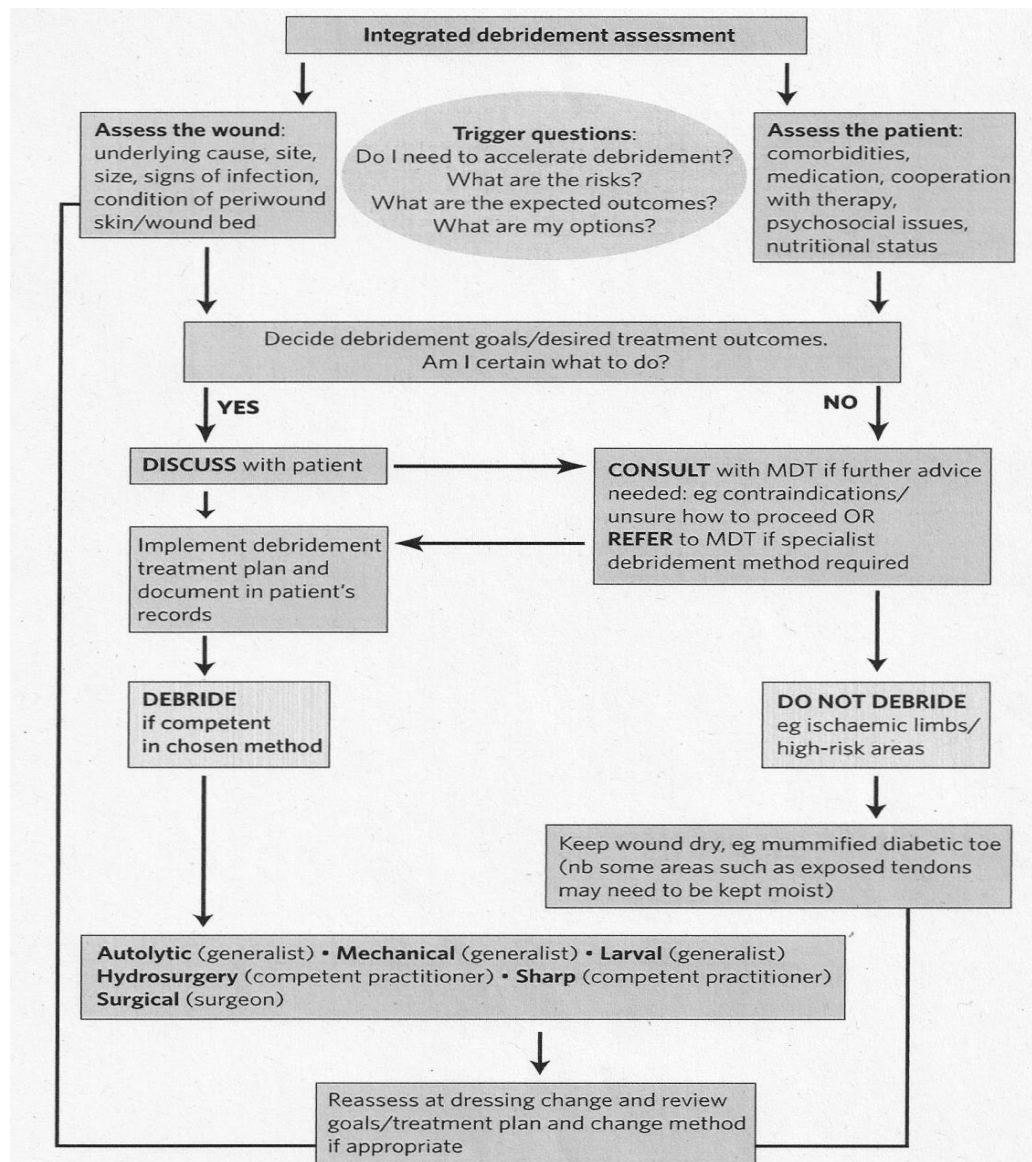 Integrated debridement assessment
Assess the wound:
underlying cause, site,
size, signs of infection,
condition of periwound
skin/wound bed
Trigger questions:
Do I need to accelerate debridement?
What are the risks?
What are the expected outcomes?
What are my options?
Assess the patient:
comorbidities,
medication, cooperation
with therapy,
psychosocial issues,
nutritional status
Decide debridement goals/desired treatment outcomes.
Am I certain what to do?
YES
NO
DISCUSS with patient
CONSULT with MDT if further advice
needed: eg contraindications/
unsure how to proceed OR
REFER to MDT if specialist
debridement method required
Implement debridement
treatment plan and
document in patient's
records
DEBRIDE
if competent
in chosen method
DO NOT DEBRIDE
eg ischaemic limbs/
high-risk areas
Keep wound dry, eg mummified diabetic toe
(nb some areas such as exposed tendons
may need to be kept moist)
Autolytic (generalist) • Mechanical (generalist) • Larval (generalist)
Hydrosurgery (competent practitioner) • Sharp (competent practitioner)
Surgical (surgeon)
Reassess at dressing change and review
goals/treatment plan and change method
if appropriate